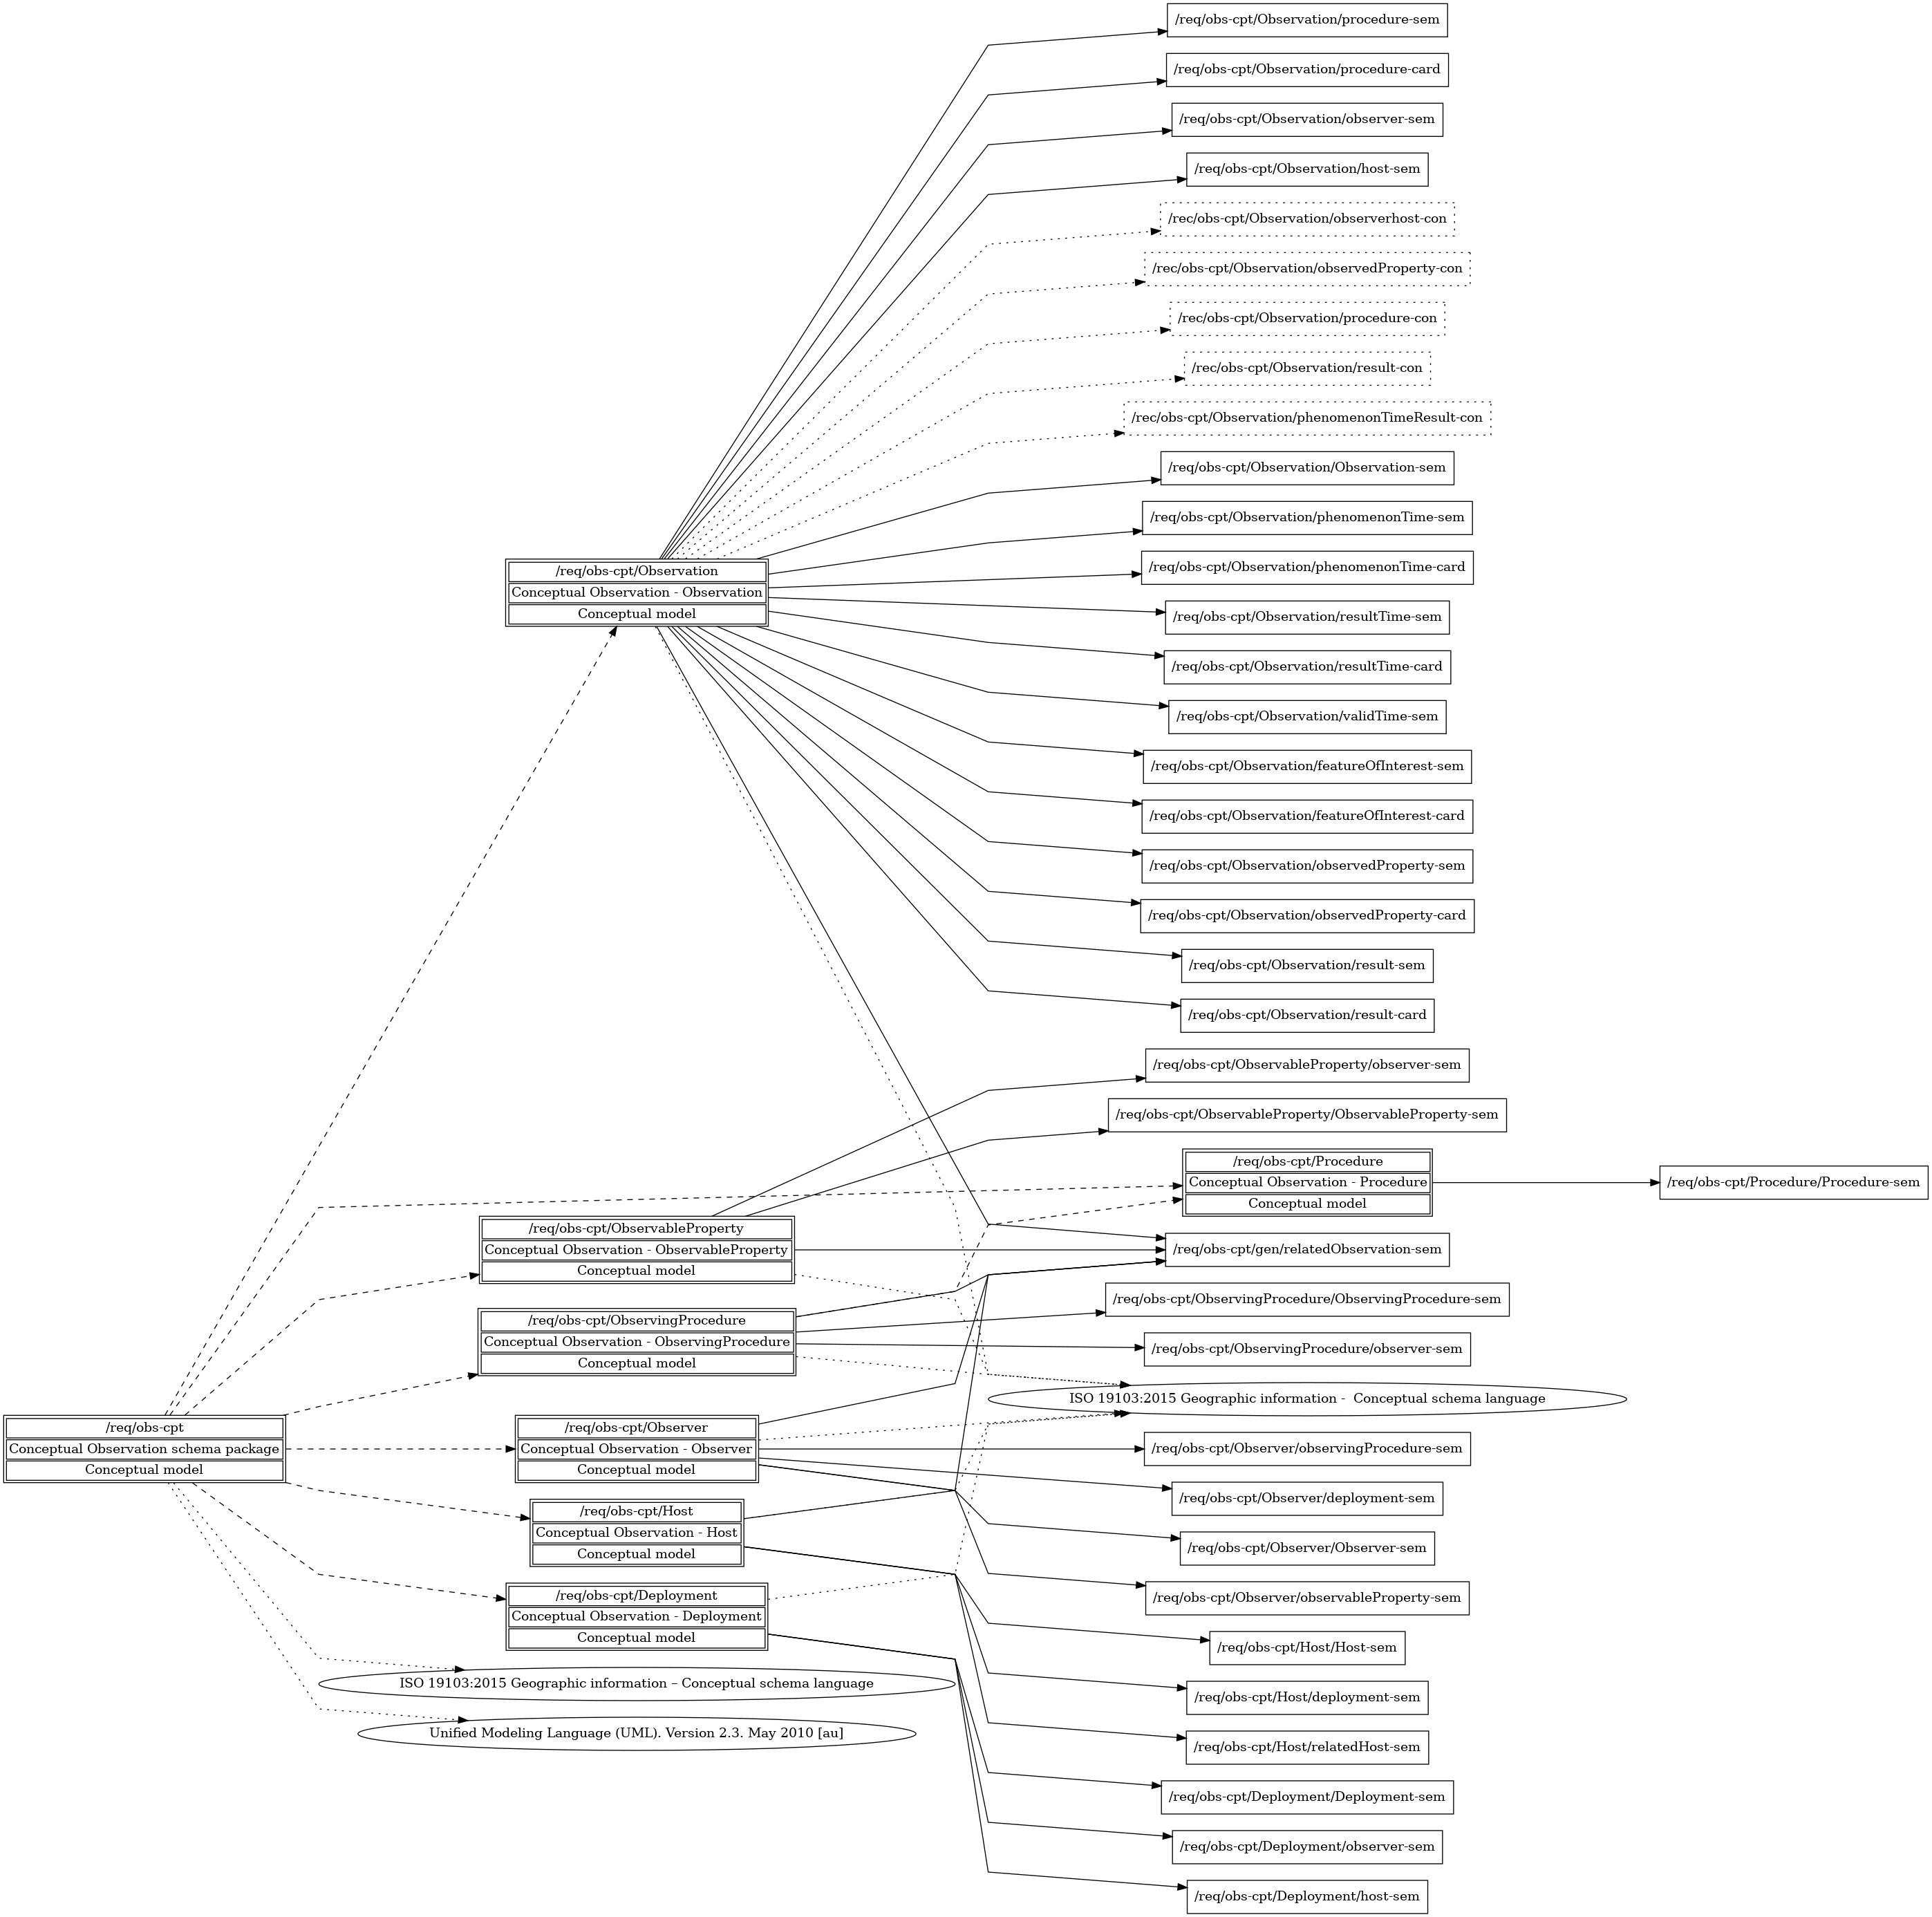 /req/obs-cpt/Observation/procedure-sem
/req/obs-cpt/Observation/procedure-card
/req/obs-cpt/Observation/observer-sem
/req/obs-cpt/Observation/host-sem
/rec/obs-cpt/Observation/observerhost-con
/rec/obs-cpt/Observation/observedProperty-con
/rec/obs-cpt/Observation/procedure-con
/rec/obs-cpt/Observation/result-con
/rec/obs-cpt/Observation/phenomenonTimeResult-con
/req/obs-cpt/Observation/Observation-sem
/req/obs-cpt/Observation/phenomenonTime-sem
/req/obs-cpt/Observation/phenomenonTime-card
/req/obs-cpt/Observation
Conceptual Observation - Observation
Conceptual model
/req/obs-cpt/Observation/resultTime-sem
/req/obs-cpt/Observation/resultTime-card
/req/obs-cpt/Observation/validTime-sem
/req/obs-cpt/Observation/featureOfInterest-sem
/req/obs-cpt/Observation/featureOfInterest-card
/req/obs-cpt/Observation/observedProperty-sem
/req/obs-cpt/Observation/observedProperty-card
/req/obs-cpt/Observation/result-sem
/req/obs-cpt/Observation/result-card
/req/obs-cpt/ObservableProperty/observer-sem
/req/obs-cpt/ObservableProperty/ObservableProperty-sem
/req/obs-cpt/Procedure
Conceptual Observation - Procedure
Conceptual model
/req/obs-cpt/Procedure/Procedure-sem
/req/obs-cpt/ObservableProperty
Conceptual Observation - ObservableProperty
Conceptual model
/req/obs-cpt/gen/relatedObservation-sem
/req/obs-cpt/ObservingProcedure/ObservingProcedure-sem
/req/obs-cpt/ObservingProcedure
Conceptual Observation - ObservingProcedure
Conceptual model
/req/obs-cpt/ObservingProcedure/observer-sem
ISO 19103:2015 Geographic information -  Conceptual schema language
/req/obs-cpt
Conceptual Observation schema package
Conceptual model
/req/obs-cpt/Observer
Conceptual Observation - Observer
Conceptual model
/req/obs-cpt/Observer/observingProcedure-sem
/req/obs-cpt/Observer/deployment-sem
/req/obs-cpt/Host
Conceptual Observation - Host
Conceptual model
/req/obs-cpt/Observer/Observer-sem
/req/obs-cpt/Observer/observableProperty-sem
/req/obs-cpt/Deployment
Conceptual Observation - Deployment
Conceptual model
/req/obs-cpt/Host/Host-sem
ISO 19103:2015 Geographic information – Conceptual schema language
/req/obs-cpt/Host/deployment-sem
Unified Modeling Language (UML). Version 2.3. May 2010 [au]
/req/obs-cpt/Host/relatedHost-sem
/req/obs-cpt/Deployment/Deployment-sem
/req/obs-cpt/Deployment/observer-sem
/req/obs-cpt/Deployment/host-sem